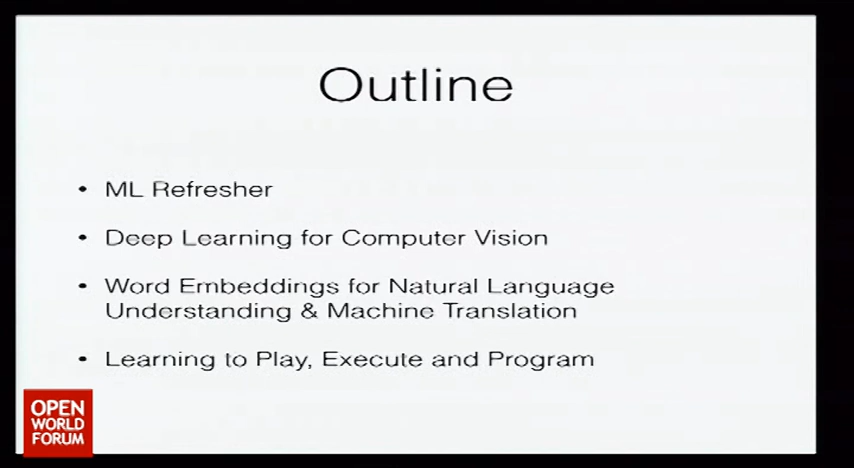 Outline
• ML Refresher
• Deep Learning for Computer Vision
• Word Embeddings for Natural Language
Understanding & Machine Translation
• Learning to Play, Execute and Program
OPEN
WORLD
FORUM